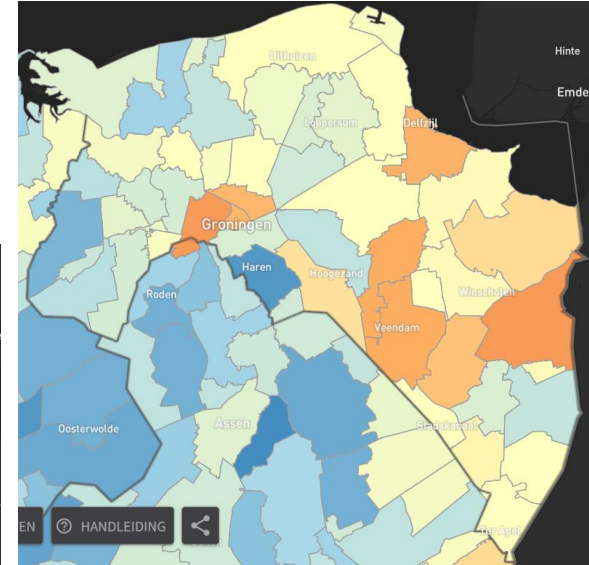 Hinte
Uithuizen
Emde
Loppersum
Delfzijl
Groningen
Haren
Hoogezand
Roden
Winschoten
Veendam
Oosterwolde
Assen
Stadskanaal
Ter Apel
EN
HANDLEIDING